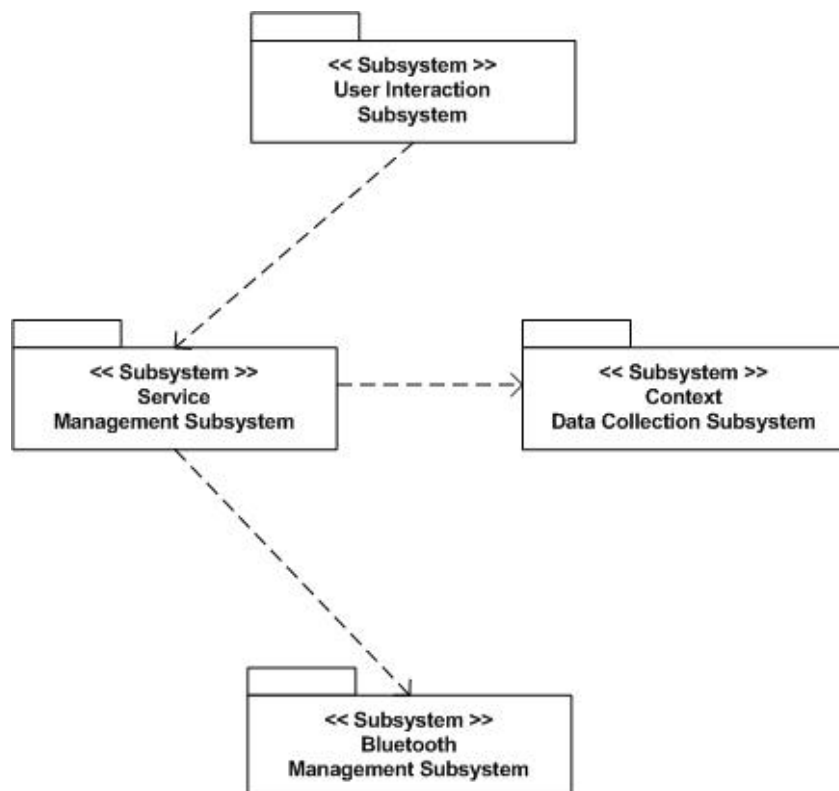 << Subsystem >>
User Interaction
Subsystem
<< Subsystem >>
Service
Management Subsystem
<< Subsystem >>
Context
Data Collection Subsystem
<< Subsystem >>
Bluetooth
Management Subsystem